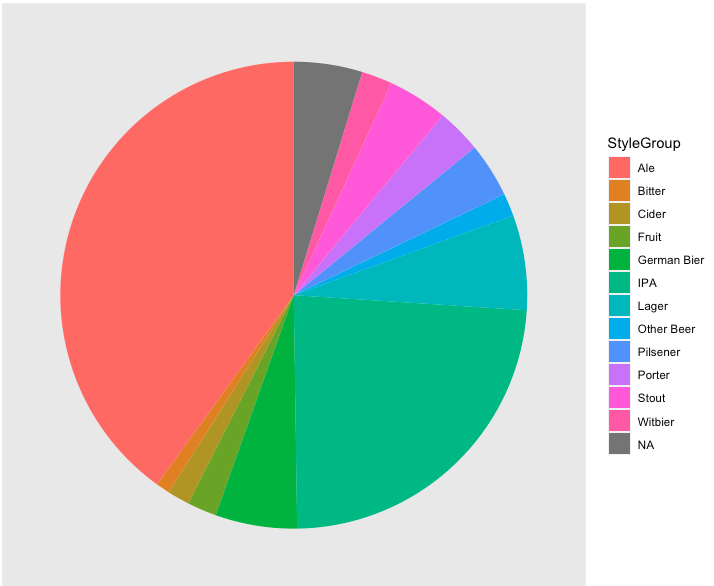 StyleGroup
Ale
Bitter
Cider
Fruit
German Bier
IPA
Lager
Other Beer
Pilsener
Porter
Stout
Witbier
NA